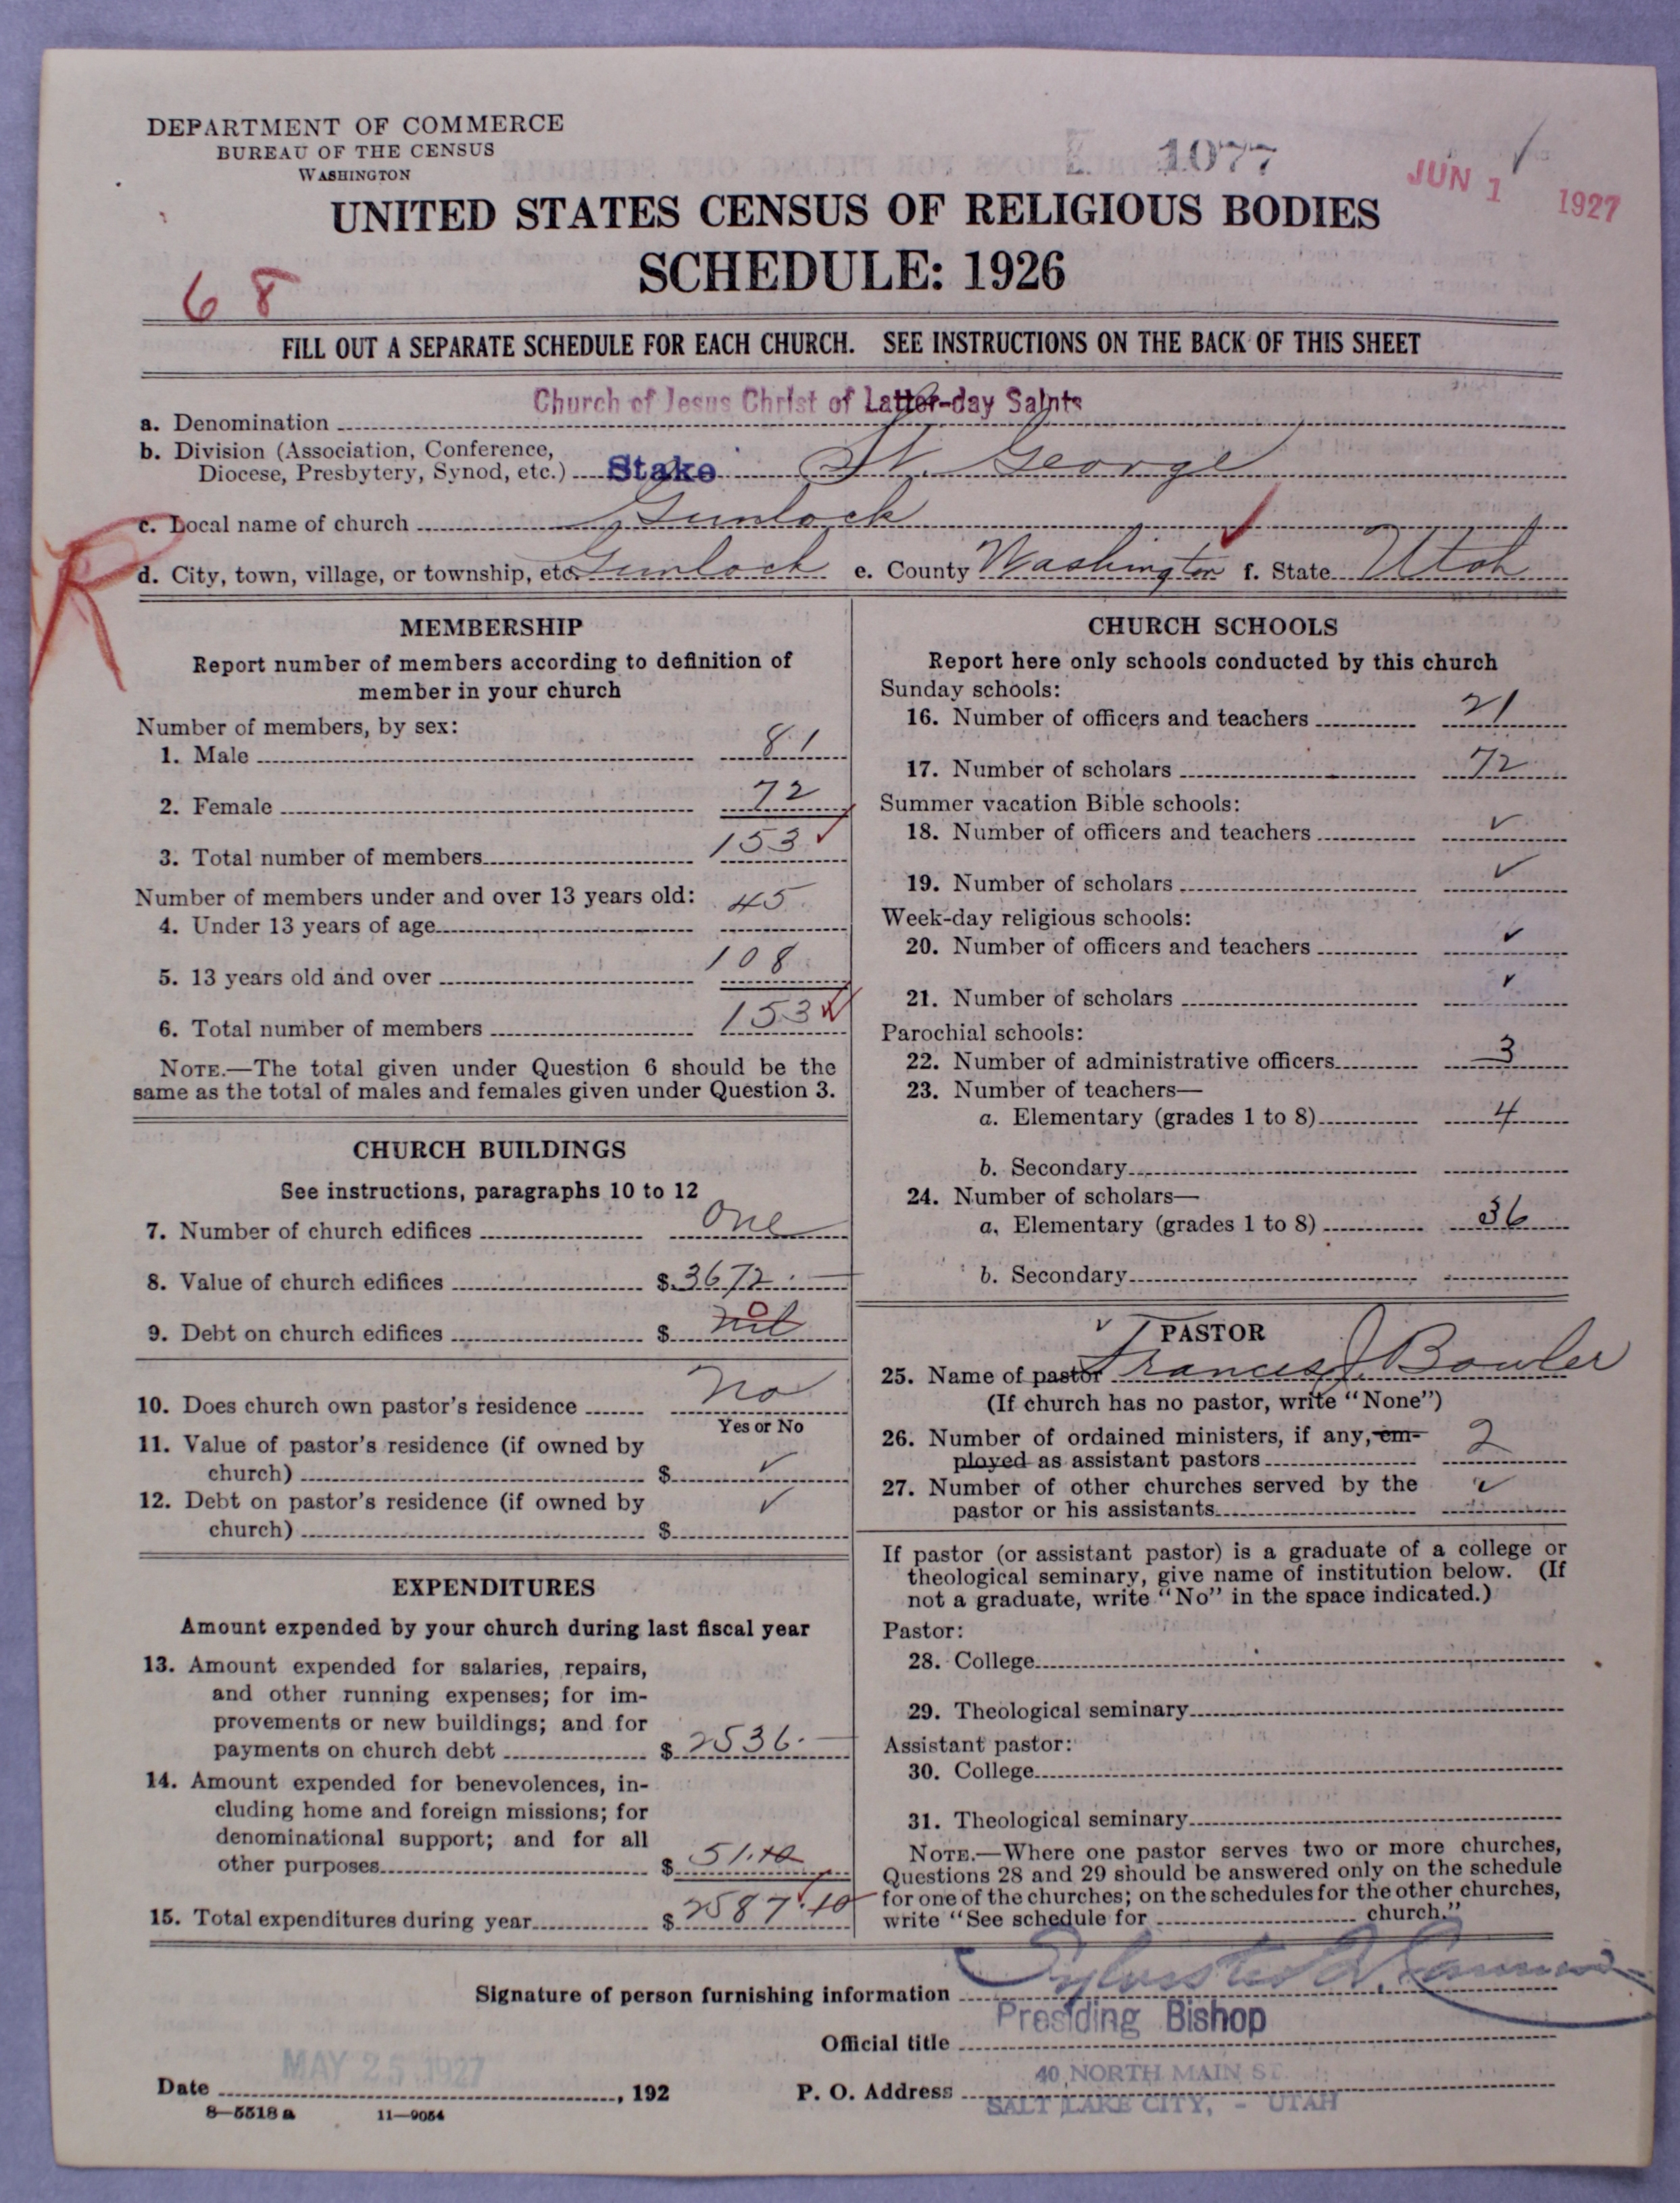 DEPARTMENT OF COMMERCE
BUREAU OF THE CENSUS
WASHINGTON
1077
JUN 1 1927
UNITED STATES CENSUS OF RELIGIOUS BODIES
SCHEDULE: 1926
68
FILL OUT A SEPARATE SCHEDULE FOR EACH CHURCH. SEE INSTRUCTIONS ON THE BACK OF THIS SHEET
a. Denomination Church of Jesus Christ of Latter-day Saints
b. Division (Association, Conference,
Diocese, Presbytery, Synod, etc.) Stake St. George
c. Local name of church Gunlock
d. City, town, village, or township, etc. Gunlock e. County Washington f. State Utah
R
MEMBERSHIP
Report number of members according to definition of
member in your church
Number of members, by sex:
1. Male 81
2. Female 72
3. Total number of members 153
Number of members under and over 13 years old:
4. Under 13 years of age 45
5. 13 years old and over 108
6. Total number of members 153
NOTE.—The total given under Question 6 should be the
same as the total of males and females given under Question 3.
CHURCH BUILDINGS
See instructions, paragraphs 10 to 12
7. Number of church edifices one
8. Value of church edifices $ 3672.—
9. Debt on church edifices $ nil 0
10. Does church own pastor's residence no
Yes or No
11. Value of pastor's residence (if owned by
church) $ ✓
12. Debt on pastor's residence (if owned by
church) $ ✓
EXPENDITURES
Amount expended by your church during last fiscal year
13. Amount expended for salaries, repairs,
and other running expenses; for im-
provements or new buildings; and for
payments on church debt $ 2536.—
14. Amount expended for benevolences, in-
cluding home and foreign missions; for
denominational support; and for all
other purposes $ 51.10
15. Total expenditures during year $ 2587.10
CHURCH SCHOOLS
Report here only schools conducted by this church
Sunday schools:
16. Number of officers and teachers 21
17. Number of scholars 72
Summer vacation Bible schools:
18. Number of officers and teachers ✓
19. Number of scholars ✓
Week-day religious schools:
20. Number of officers and teachers ✓
21. Number of scholars ✓
Parochial schools:
22. Number of administrative officers 3
23. Number of teachers—
a. Elementary (grades 1 to 8) 4
b. Secondary
24. Number of scholars—
a. Elementary (grades 1 to 8) 36
b. Secondary
PASTOR
25. Name of pastor Frances J. Bowler
(If church has no pastor, write "None")
26. Number of ordained ministers, if any, em-
ployed as assistant pastors 2
27. Number of other churches served by the
pastor or his assistants ✓
If pastor (or assistant pastor) is a graduate of a college or
theological seminary, give name of institution below. (If
not a graduate, write "No" in the space indicated.)
Pastor:
28. College
29. Theological seminary
Assistant pastor:
30. College
31. Theological seminary
NOTE.—Where one pastor serves two or more churches,
Questions 28 and 29 should be answered only on the schedule
for one of the churches; on the schedules for the other churches,
write "See schedule for church."
Signature of person furnishing information Sylvester Q. Cannon
Official title Presiding Bishop
Date MAY 25 1927, 192
P. O. Address 40 NORTH MAIN ST.
SALT LAKE CITY, - UTAH
8—5518 a 11—9054